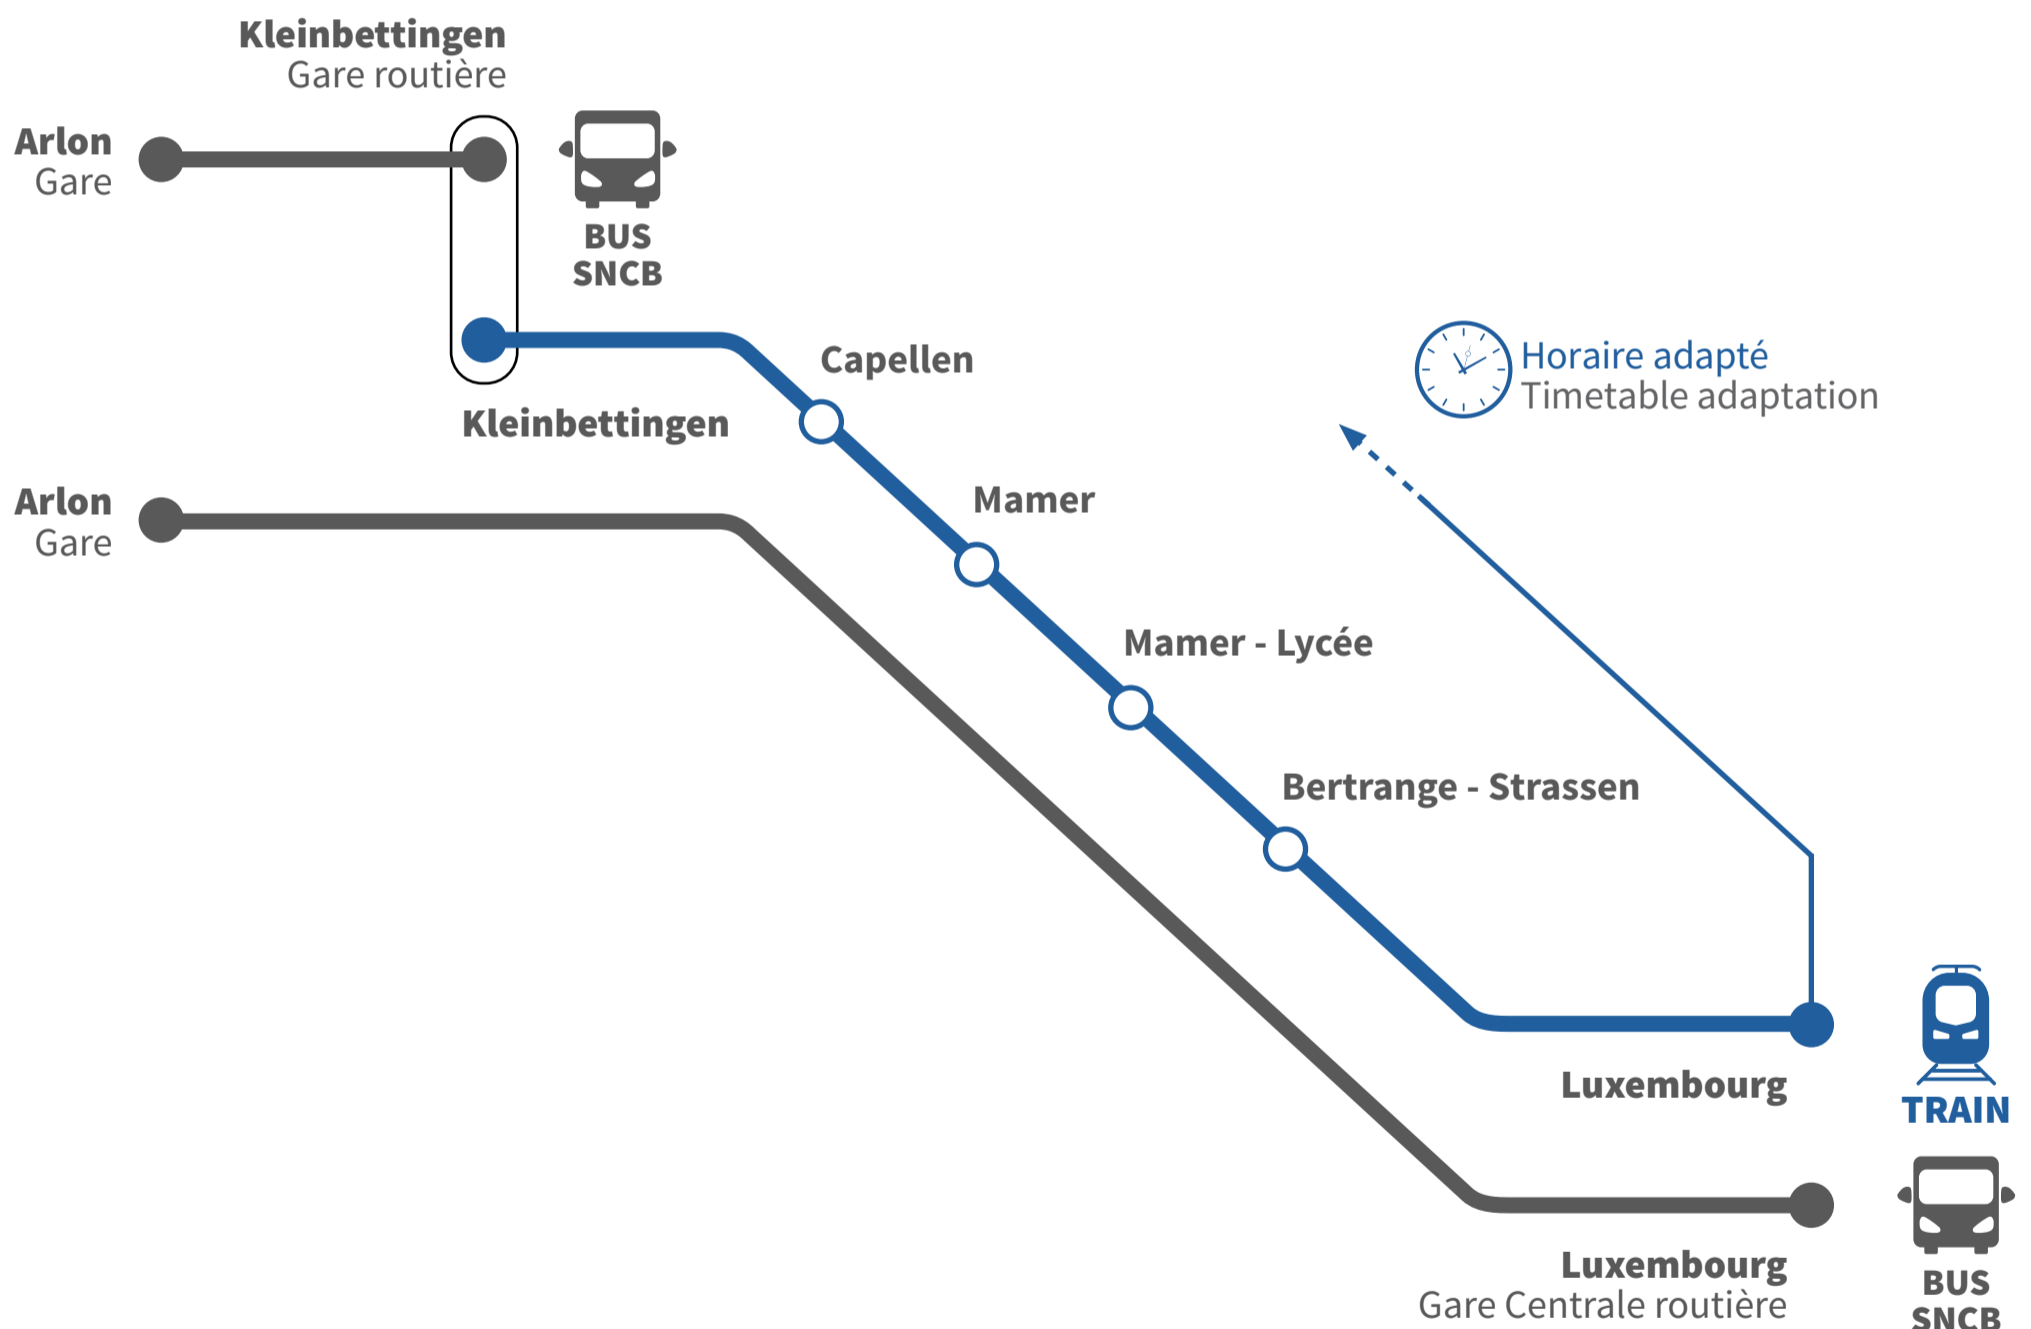 Kleinbettingen
Gare routière
Arlon
Gare
BUS
SNCB
Capellen
Horaire adapté
Timetable adaptation
Kleinbettingen
Mamer
Arlon
Gare
Mamer - Lycée
Bertrange - Strassen
Luxembourg
TRAIN
Luxembourg
Gare Centrale routière
BUS
SNCB